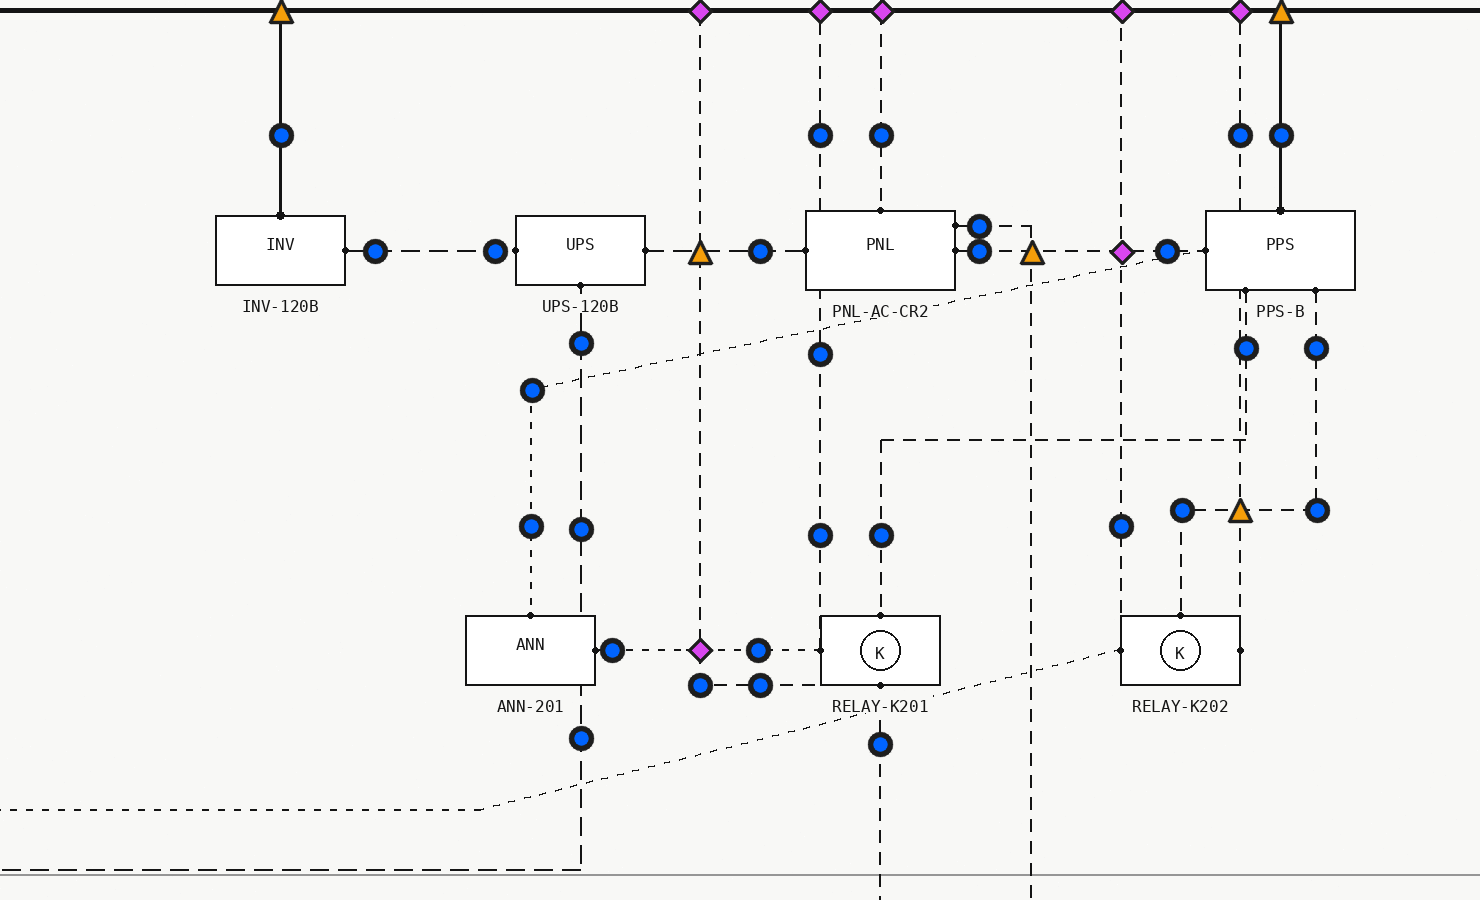 INV
UPS
PNL
PPS
INV-120B
UPS-120B
PNL-AC-CR2
PPS-B
ANN
K
K
ANN-201
RELAY-K201
RELAY-K202